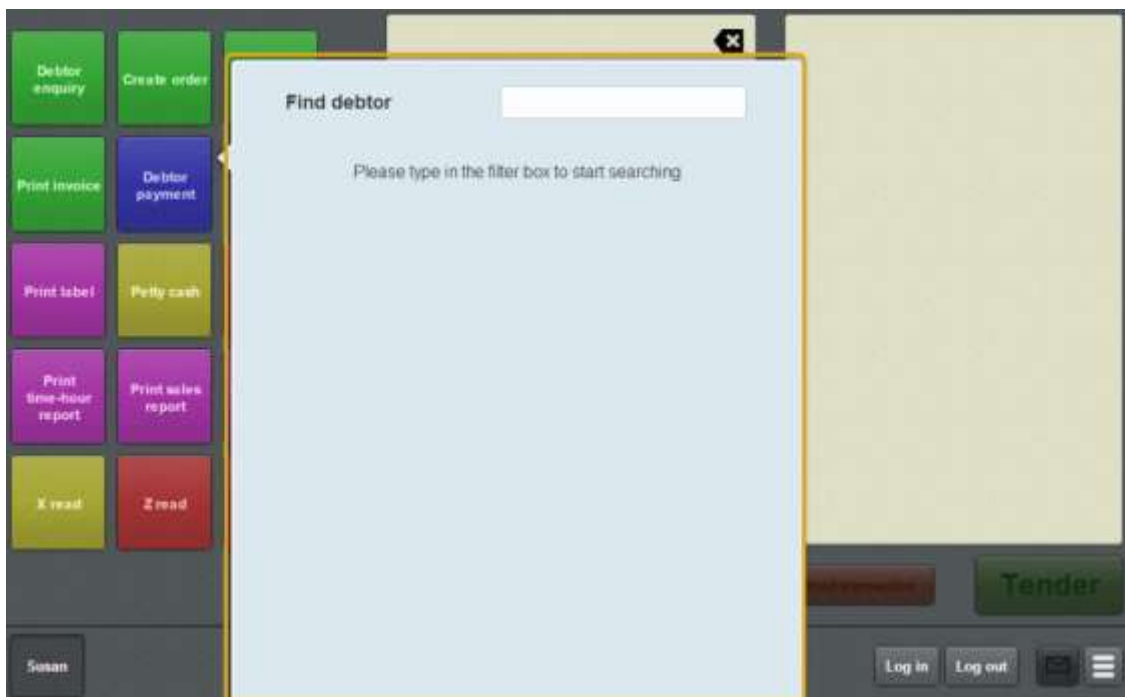 Debtor
enquiry
Create order
Find debtor
Please type in the filter box to start searching
Print invoice
Debtor
payment
Print label
Petty cash
Print
time-hour
report
Print sales
report
X read
Z read
Tender
Susan
Log in
Log out